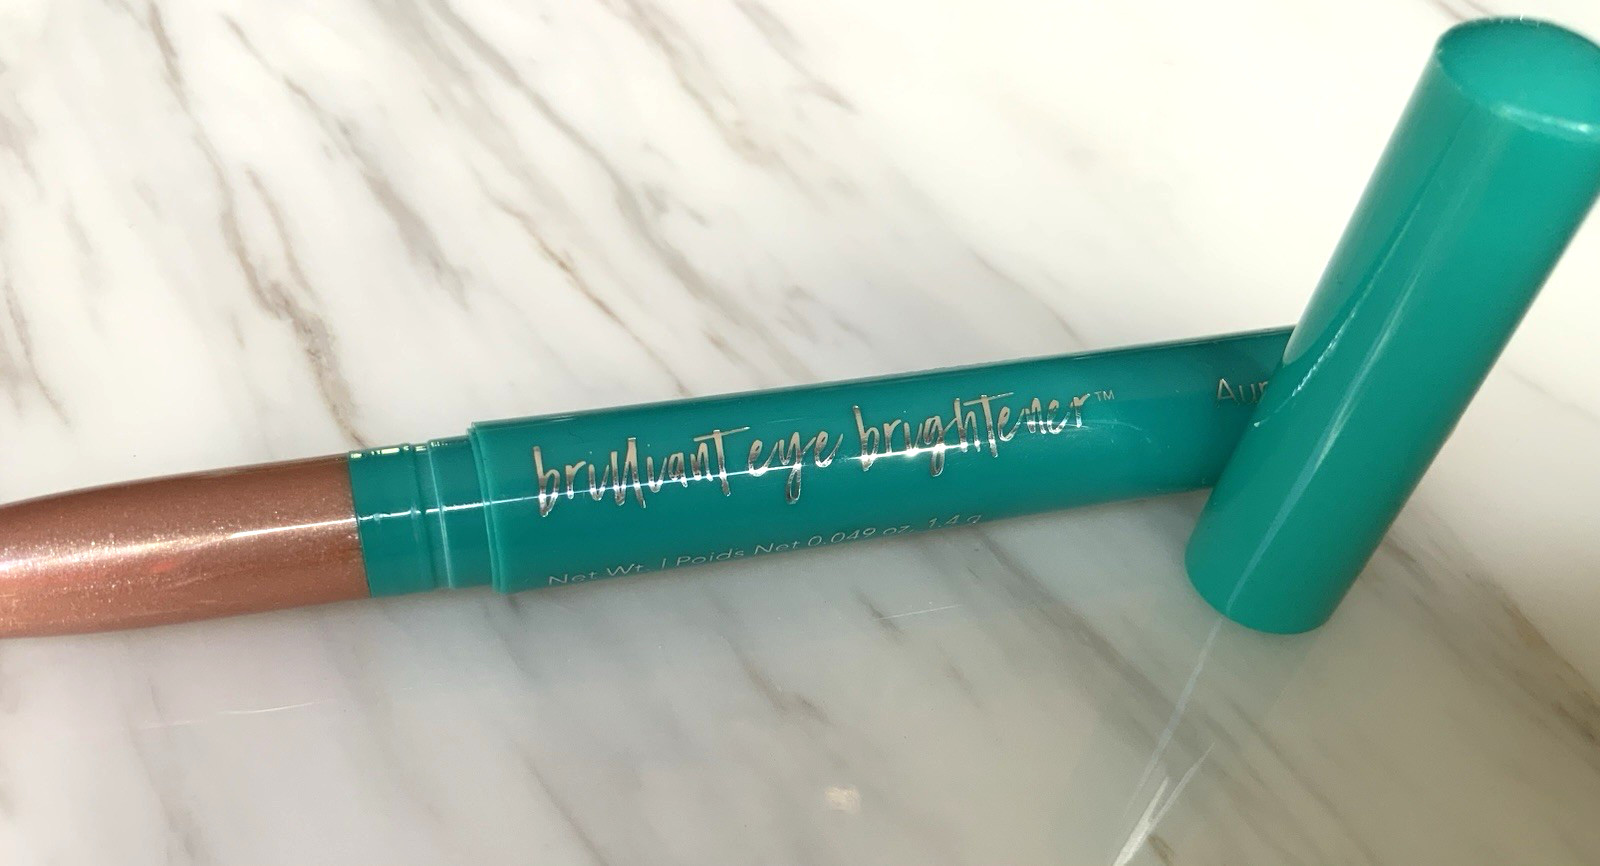 brilliant eye brightener™
Net Wt. | Poids Net 0.049 oz. 1.4 g